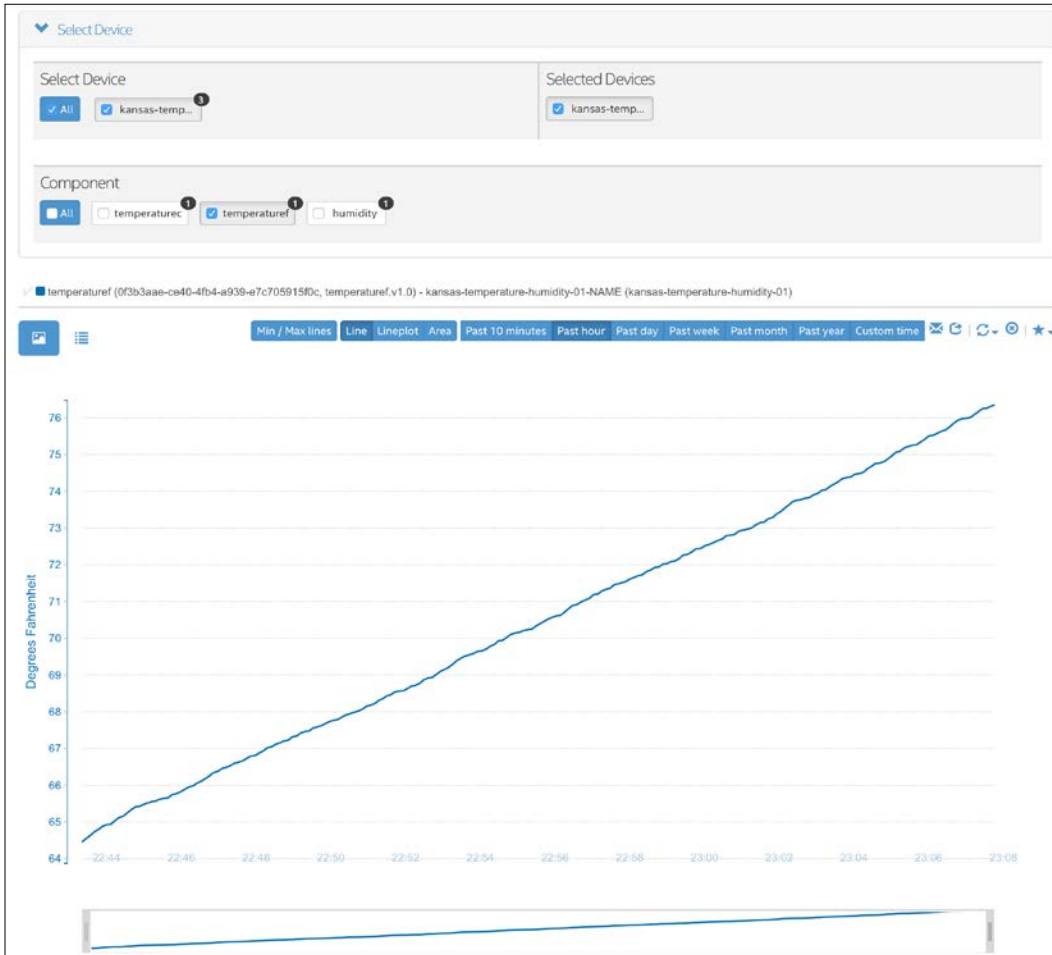 Select Device
Select Device
Selected Devices
All
kansas-temp...
3
kansas-temp...
Component
All
temperaturec
1
temperaturef
1
humidity
1
temperaturef (0f3b3aae-ce40-4fb4-a939-e7c705915f0c, temperaturef.v1.0) - kansas-temperature-humidity-01-NAME (kansas-temperature-humidity-01)
Min / Max lines Line Lineplot Area Past 10 minutes Past hour Past day Past week Past month Past year Custom time
Degrees Fahrenheit
76
75
74
73
72
71
70
69
68
67
66
65
64
22:44 22:46 22:48 22:50 22:52 22:54 22:56 22:58 23:00 23:02 23:04 23:06 23:08